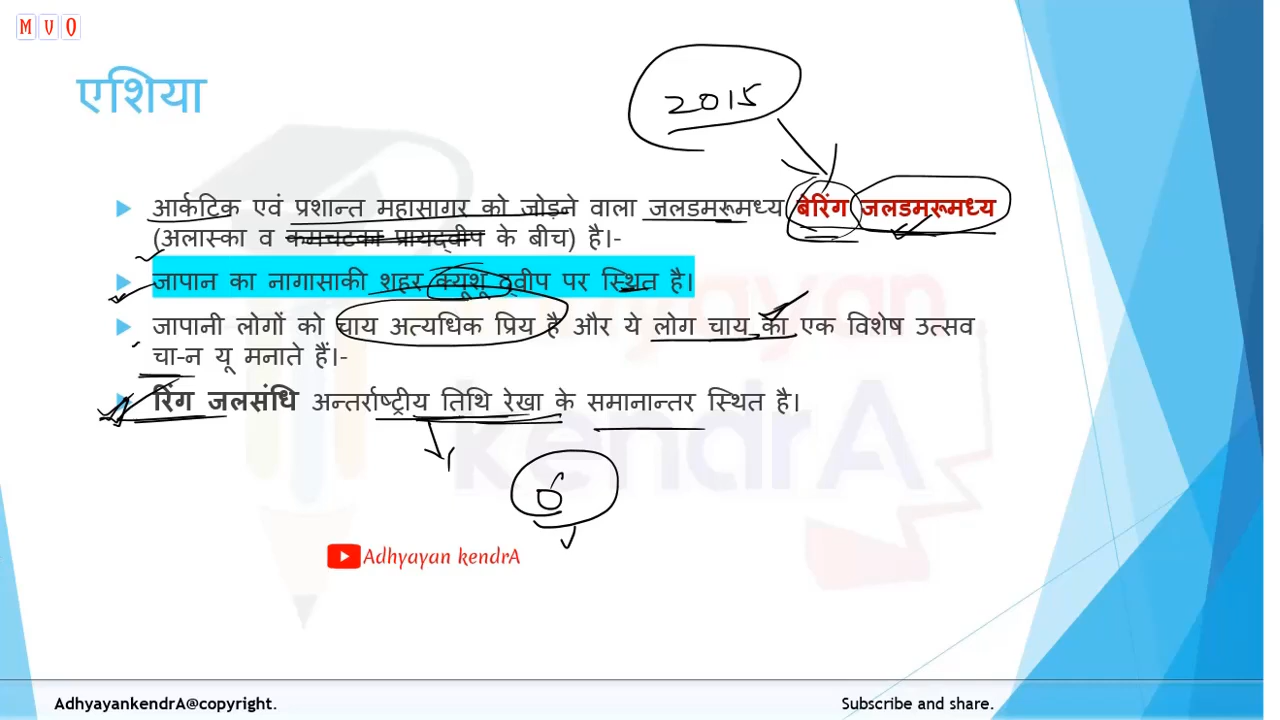 M V O
2015
एशिया
आर्कटिक एवं प्रशान्त महासागर को जोड़ने वाला जलडमरूमध्य बेरिंग जलडमरूमध्य
(अलास्का व कमचटका प्रायद्वीप के बीच) है।-
जापान का नागासाकी शहर क्यूशू द्वीप पर स्थित है।
जापानी लोगों को चाय अत्यधिक प्रिय है और ये लोग चाय का एक विशेष उत्सव
चा-न यू मनाते हैं।-
रिंग जलसंधि अन्तर्राष्ट्रीय तिथि रेखा के समानान्तर स्थित है।
kendrA
Adhyayan kendrA
AdhyayankendrA@copyright.
Subscribe and share.